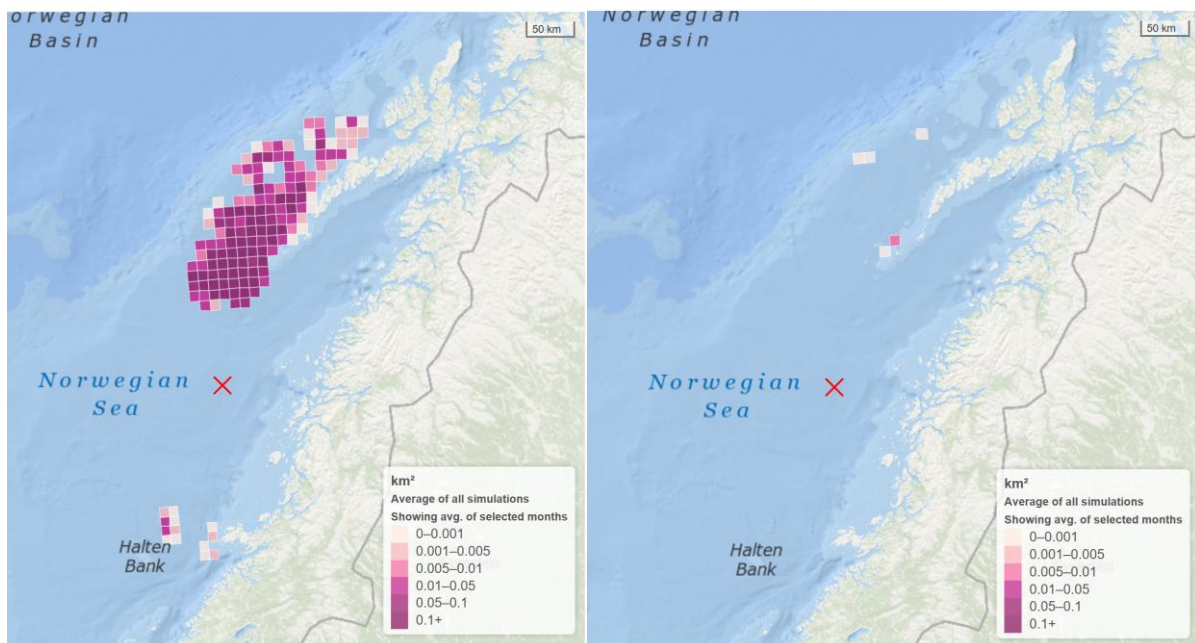 orwegian
Basin
50 km
Norwegian
Sea
Halten
Bank
km²
Average of all simulations
Showing avg. of selected months
0–0.001
0.001–0.005
0.005–0.01
0.01–0.05
0.05–0.1
0.1+
Norwegian
Basin
50 km
Norwegian
Sea
Halten
Bank
km²
Average of all simulations
Showing avg. of selected months
0–0.001
0.001–0.005
0.005–0.01
0.01–0.05
0.05–0.1
0.1+